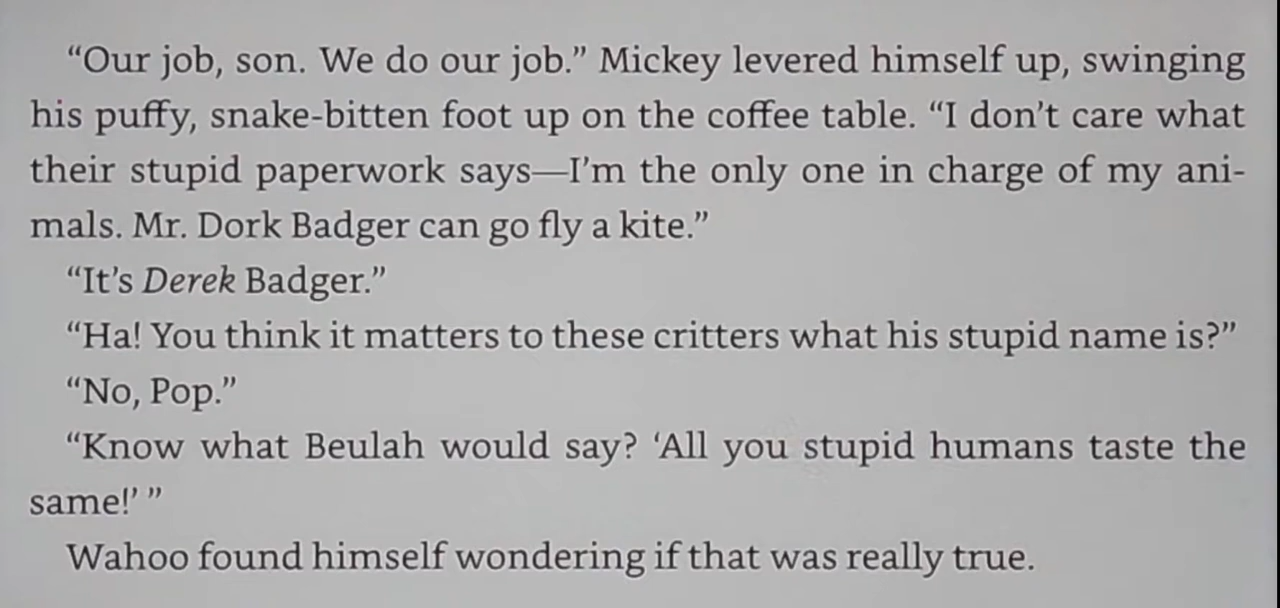 “Our job, son. We do our job.” Mickey levered himself up, swinging
his puffy, snake-bitten foot up on the coffee table. “I don’t care what
their stupid paperwork says—I’m the only one in charge of my ani-
mals. Mr. Dork Badger can go fly a kite.”
“It’s Derek Badger.”
“Ha! You think it matters to these critters what his stupid name is?”
“No, Pop.”
“Know what Beulah would say? ‘All you stupid humans taste the
same!’ ”
Wahoo found himself wondering if that was really true.